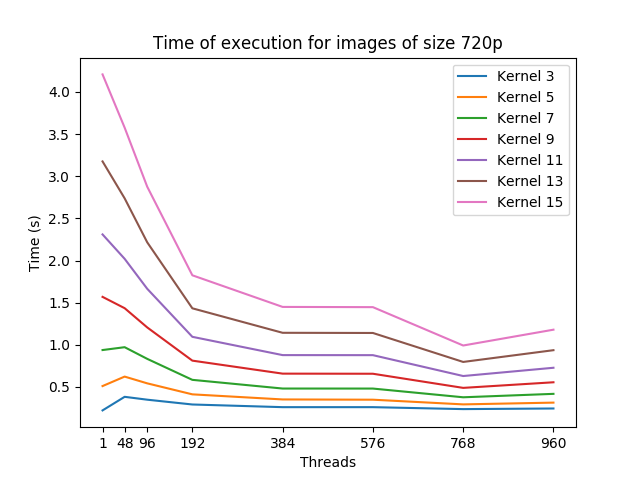 Time of execution for images of size 720p
Kernel 3
Kernel 5
Kernel 7
Kernel 9
Kernel 11
Kernel 13
Kernel 15
4.0
3.5
3.0
2.5
2.0
1.5
1.0
0.5
Time (s)
1 48 96 192 384 576 768 960
Threads